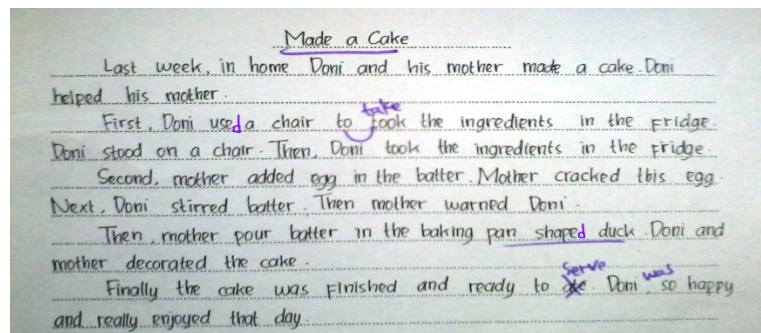 Made a Cake
Last week, in home Doni and his mother made a cake. Doni
helped his mother.
take
First, Doni used a chair to took the ingredients in the fridge.
Doni stood on a chair. Then, Doni took the ingredients in the fridge.
Second, mother added egg in the batter. Mother cracked this egg.
Next, Doni stirred batter. Then mother warned Doni.
Then, mother pour batter in the baking pan shaped duck. Doni and
mother decorated the cake.
serve was
Finally the cake was finished and ready to ate. Doni so happy
and really enjoyed that day.